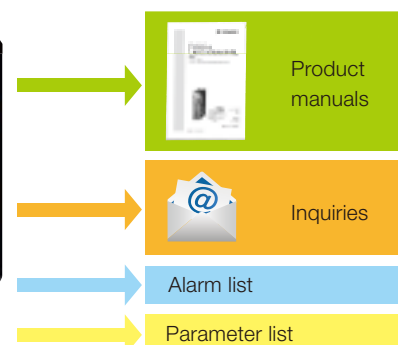 Product
manuals
@
Inquiries
Alarm list
Parameter list